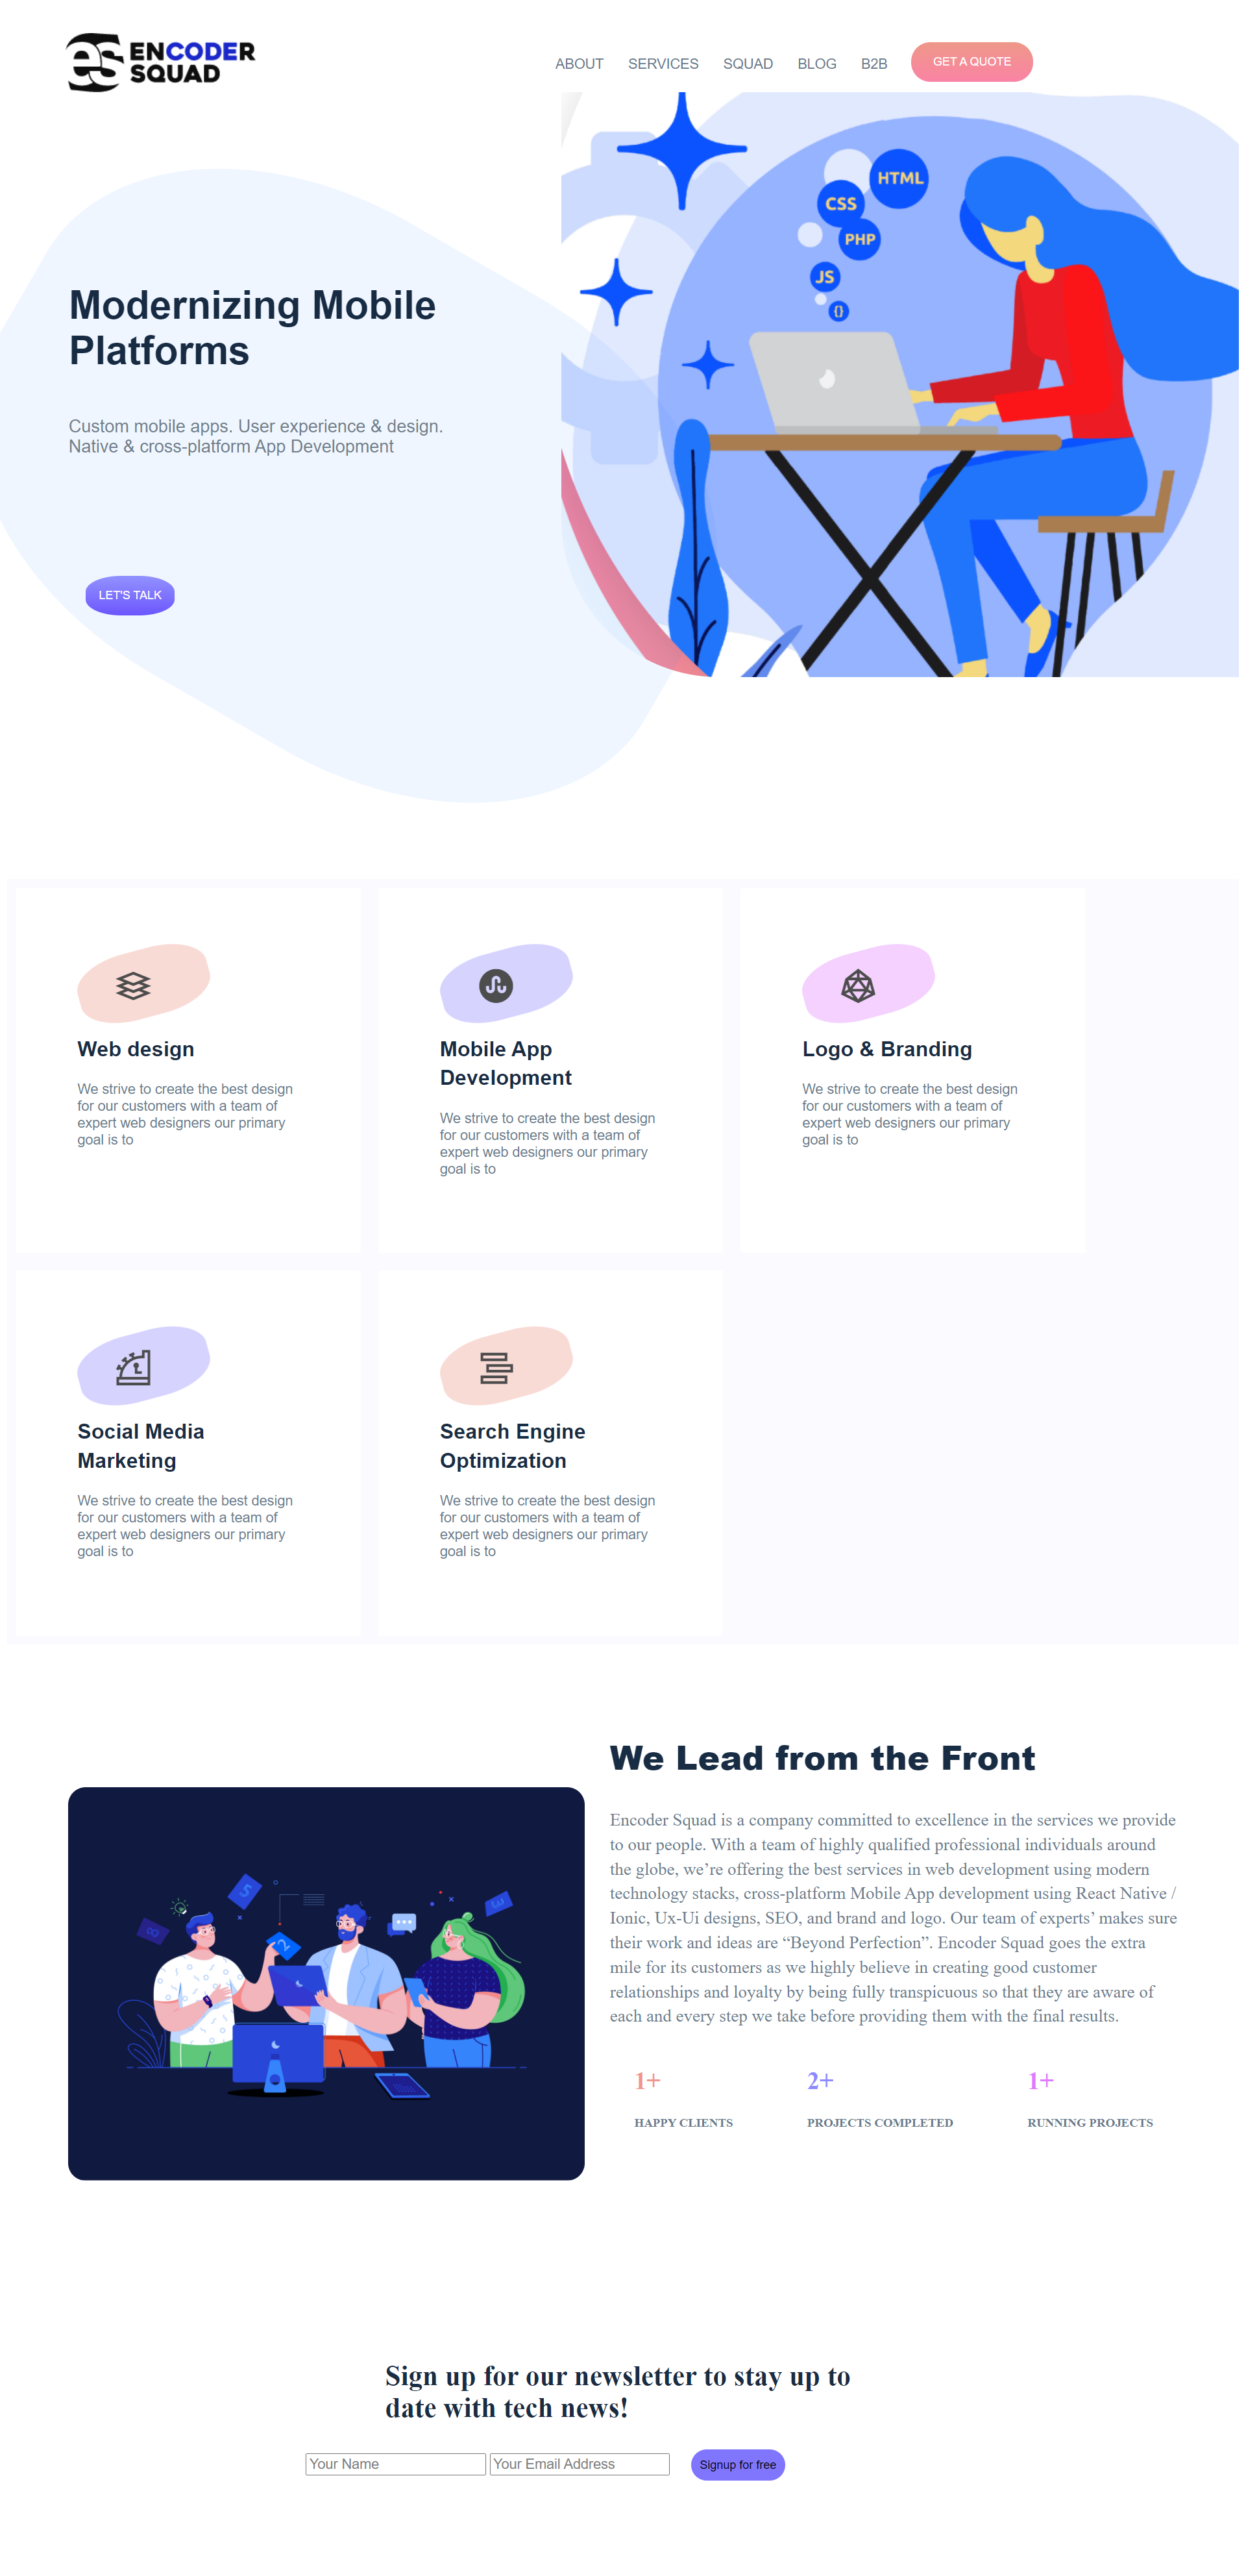 ENCODER
SQUAD
ABOUT SERVICES SQUAD BLOG B2B GET A QUOTE
HTML
CSS
PHP
JS
{}
Modernizing Mobile
Platforms
Custom mobile apps. User experience & design.
Native & cross-platform App Development
LET'S TALK
Web design
We strive to create the best design
for our customers with a team of
expert web designers our primary
goal is to
Mobile App
Development
We strive to create the best design
for our customers with a team of
expert web designers our primary
goal is to
Logo & Branding
We strive to create the best design
for our customers with a team of
expert web designers our primary
goal is to
Social Media
Marketing
We strive to create the best design
for our customers with a team of
expert web designers our primary
goal is to
Search Engine
Optimization
We strive to create the best design
for our customers with a team of
expert web designers our primary
goal is to
We Lead from the Front
Encoder Squad is a company committed to excellence in the services we provide
to our people. With a team of highly qualified professional individuals around
the globe, we’re offering the best services in web development using modern
technology stacks, cross-platform Mobile App development using React Native /
Ionic, Ux-Ui designs, SEO, and brand and logo. Our team of experts’ makes sure
their work and ideas are “Beyond Perfection”. Encoder Squad goes the extra
mile for its customers as we highly believe in creating good customer
relationships and loyalty by being fully transpicuous so that they are aware of
each and every step we take before providing them with the final results.
5
8
2
3
1+
HAPPY CLIENTS
2+
PROJECTS COMPLETED
1+
RUNNING PROJECTS
Sign up for our newsletter to stay up to
date with tech news!
Your Name Your Email Address Signup for free